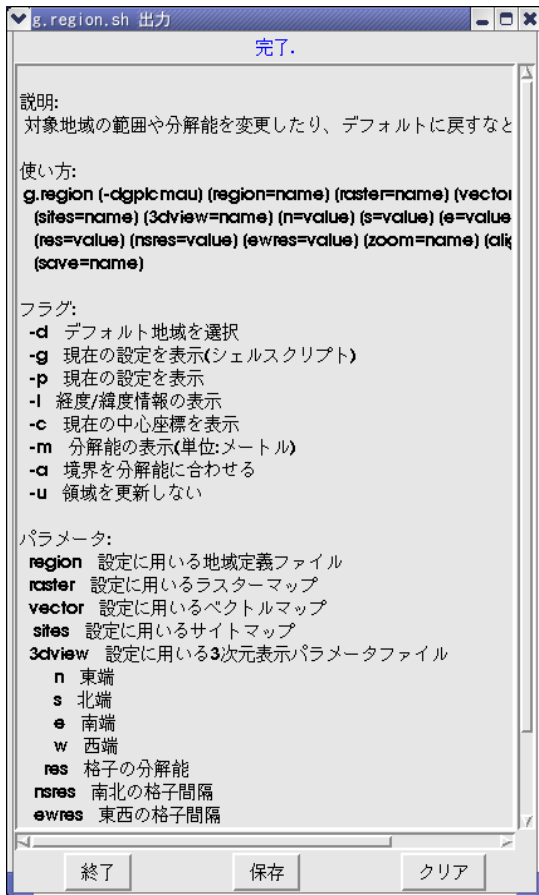 g.region.sh 出力
完了.
説明:
対象地域の範囲や分解能を変更したり、デフォルトに戻すなと
使い方:
g.region (-dgplcmau) (region=name) (raster=name) (vector
(sites=name) (3dview=name) (n=value) (s=value) (e=value
(res=value) (nsres=value) (ewres=value) (zoom=name) (alig
(save=name)
フラグ:
-d デフォルト地域を選択
-g 現在の設定を表示(シェルスクリプト)
-p 現在の設定を表示
-l 経度/緯度情報の表示
-c 現在の中心座標を表示
-m 分解能の表示(単位:メートル)
-a 境界を分解能に合わせる
-u 領域を更新しない
パラメータ:
region 設定に用いる地域定義ファイル
raster 設定に用いるラスターマップ
vector 設定に用いるベクトルマップ
sites 設定に用いるサイトマップ
3dview 設定に用いる3次元表示パラメータファイル
n 東端
s 北端
e 南端
w 西端
res 格子の分解能
nsres 南北の格子間隔
ewres 東西の格子間隔
終了 保存 クリア